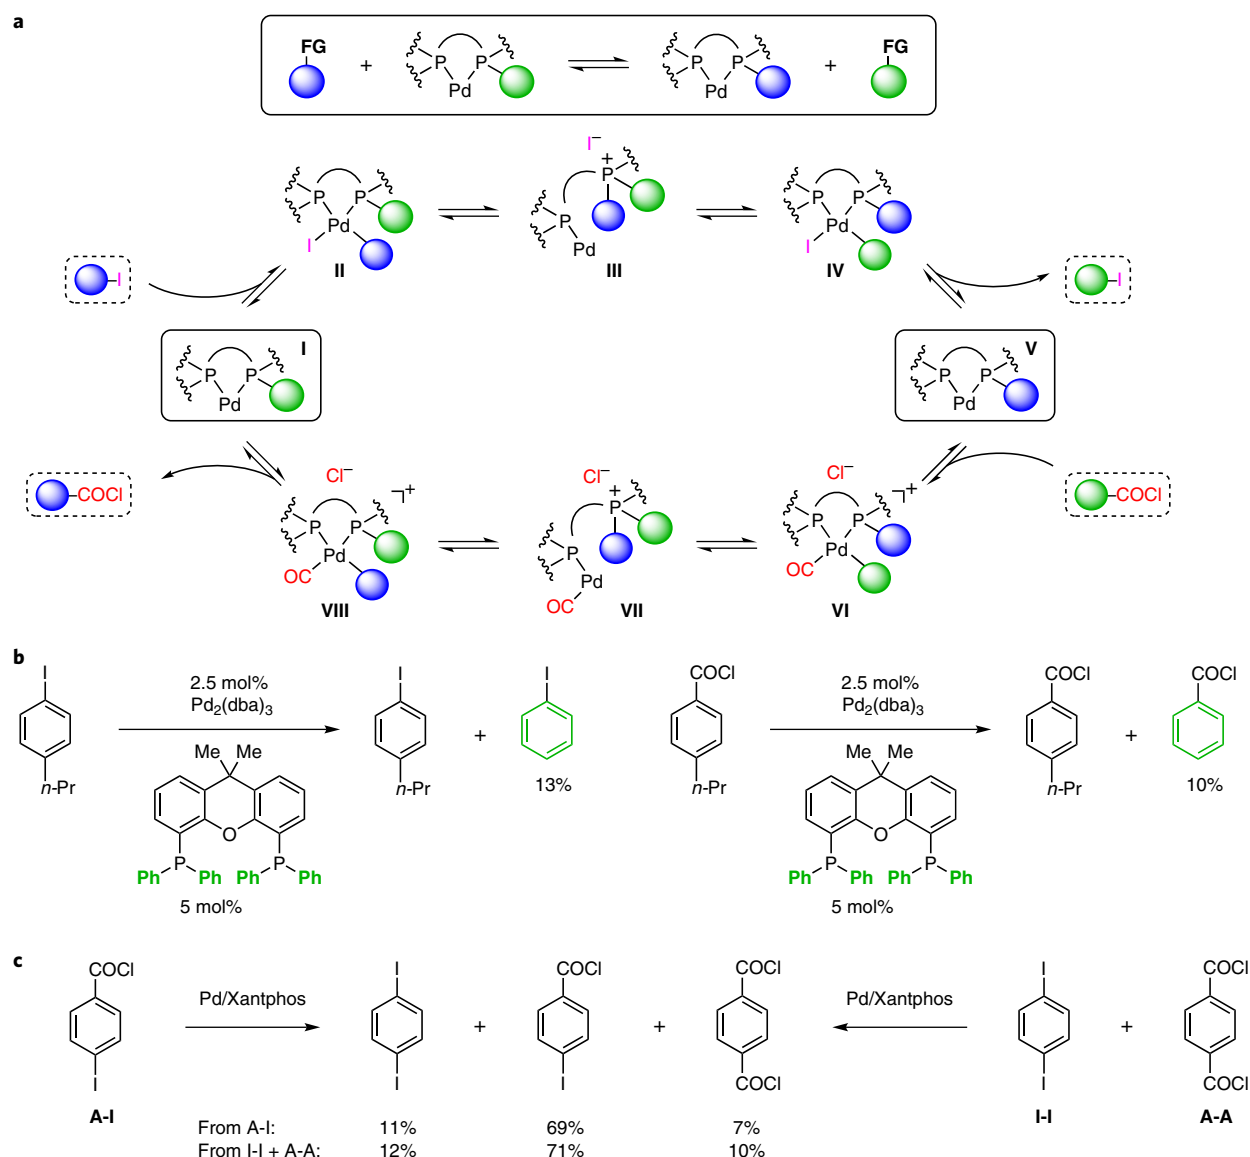 a
FG + P P Pd ⇌ P P Pd + FG
I–
P P Pd I
II
P+ P Pd
III
P P Pd I
IV
I
I
I
P P Pd
V
P P Pd
COCl
Cl–
P P Pd OC ¬+
VIII
Cl–
P+ P Pd OC
VII
Cl–
P P Pd OC ¬+
VI
COCl
b
I
n-Pr
2.5 mol%
Pd2(dba)3
Me Me
O
P P
Ph Ph Ph Ph
5 mol%
I
n-Pr
+
I
13%
COCl
n-Pr
2.5 mol%
Pd2(dba)3
Me Me
O
P P
Ph Ph Ph Ph
5 mol%
COCl
n-Pr
+
COCl
10%
c
COCl
I
A-I
Pd/Xantphos
I
I
+
COCl
I
+
COCl
COCl
Pd/Xantphos
I
I
I-I
+
COCl
COCl
A-A
From A-I: 11% 69% 7%
From I-I + A-A: 12% 71% 10%